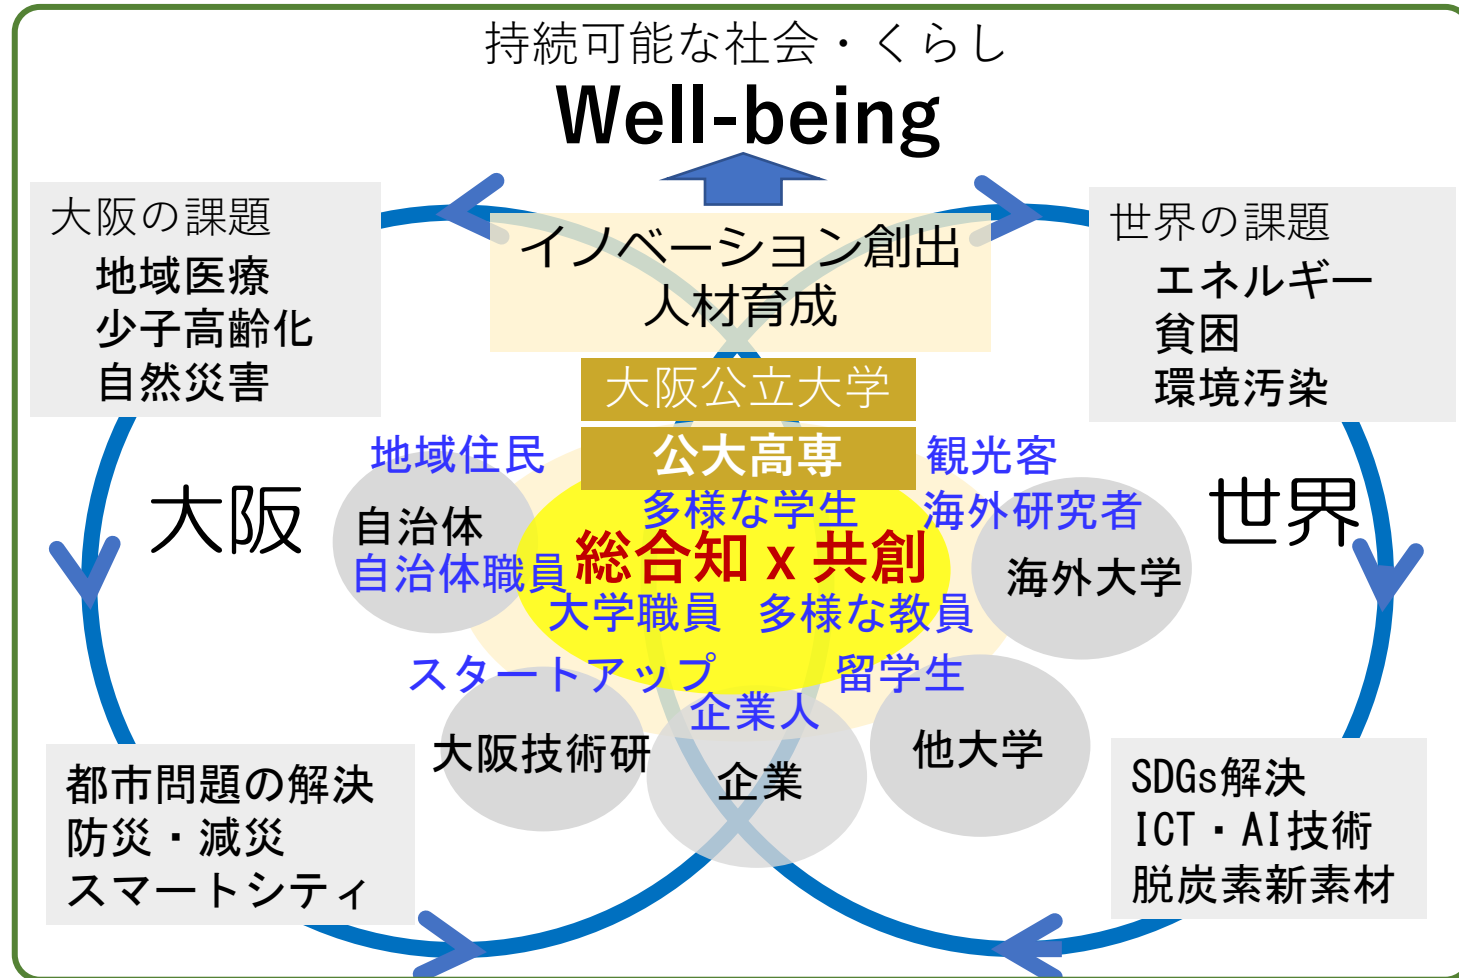 持続可能な社会・くらし
Well-being
イノベーション創出
人材育成
大阪の課題
地域医療
少子高齢化
自然災害
世界の課題
エネルギー
貧困
環境汚染
大阪公立大学
公大高専
大阪
世界
地域住民
観光客
自治体
自治体職員
多様な学生
海外研究者
総合知 x 共創
海外大学
大学職員
多様な教員
スタートアップ
留学生
企業人
大阪技術研
企業
他大学
都市問題の解決
防災・減災
スマートシティ
SDGs解決
ICT・AI技術
脱炭素新素材